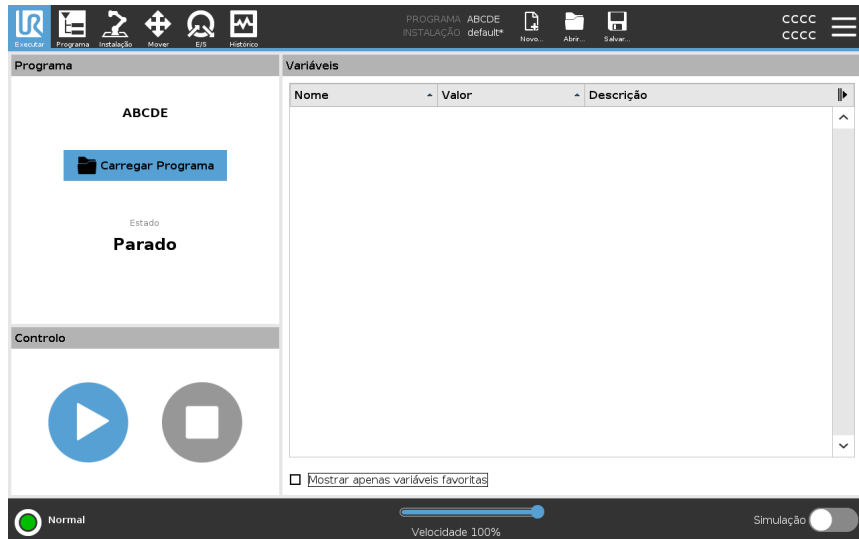 UR
PROGRAMA ABCDE
INSTALAÇÃO default*
CCCC
CCCC
Executar Programa Instalação Mover E/S Histórico Novo... Abrir... Salvar...
Programa
ABCDE
Carregar Programa
Estado
Parado
Controlo
Variáveis
Nome Valor Descrição
Mostrar apenas variáveis favoritas
Normal
Velocidade 100%
Simulação